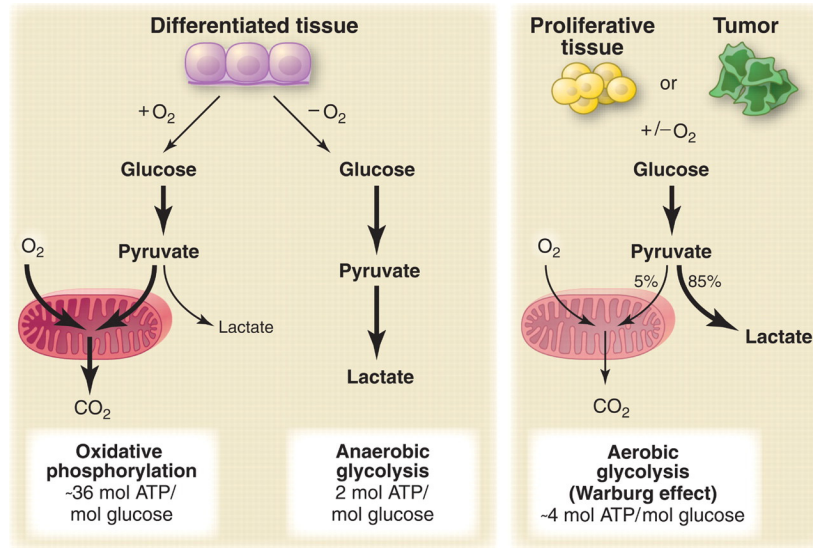 Differentiated tissue
+O₂
−O₂
Glucose
Glucose
O₂
Pyruvate
Pyruvate
Lactate
Lactate
CO₂
Oxidative
phosphorylation
~36 mol ATP/
mol glucose
Anaerobic
glycolysis
2 mol ATP/
mol glucose
Proliferative
tissue
or
Tumor
+/−O₂
Glucose
O₂
Pyruvate
5%
85%
Lactate
CO₂
Aerobic
glycolysis
(Warburg effect)
~4 mol ATP/mol glucose